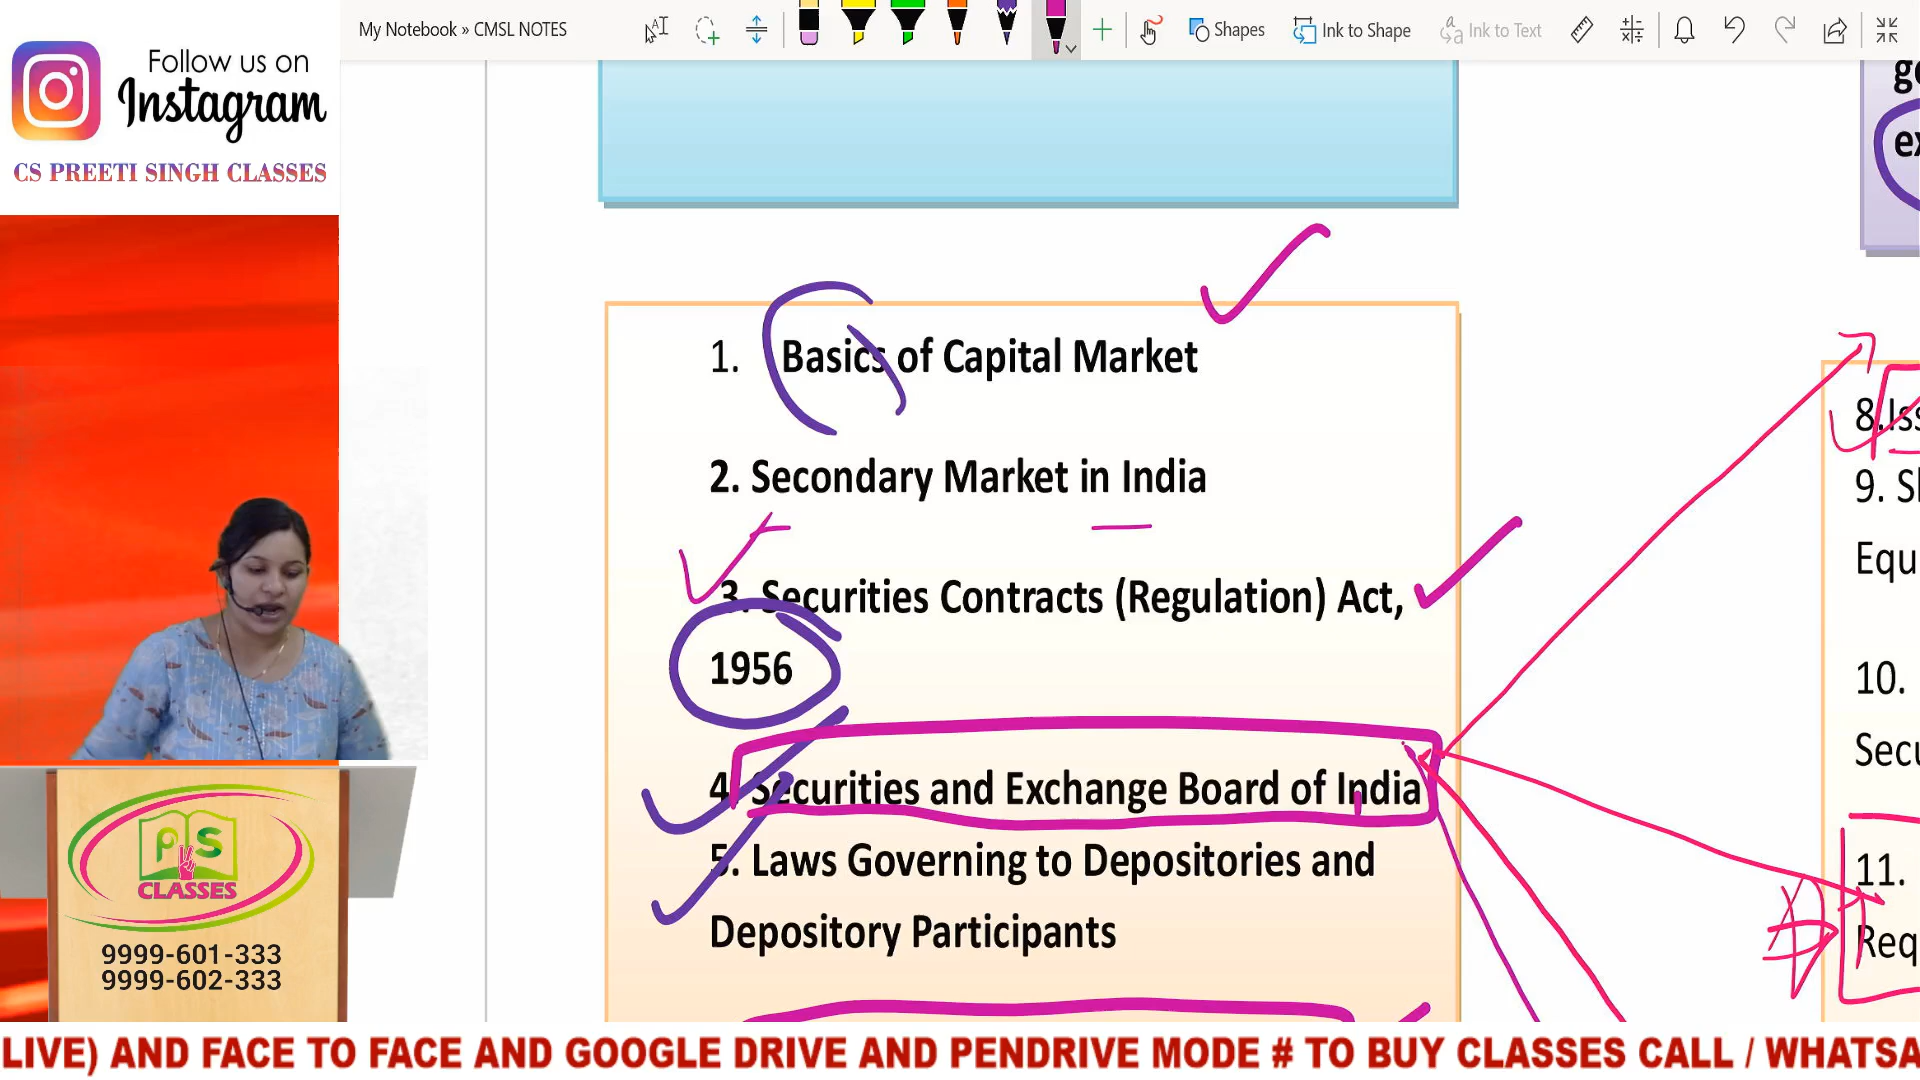 My Notebook » CMSL NOTES
Shapes
Ink to Shape
Ink to Text
Follow us on
Instagram
CS PREETI SINGH CLASSES
1. Basics of Capital Market
2. Secondary Market in India
3. Securities Contracts (Regulation) Act,
1956
4. Securities and Exchange Board of India
5. Laws Governing to Depositories and
Depository Participants
8.Iss
9. S
Equ
10.
Secu
11.
Req
ge
ex
PS
CLASSES
9999-601-333
9999-602-333
LIVE) AND FACE TO FACE AND GOOGLE DRIVE AND PENDRIVE MODE # TO BUY CLASSES CALL / WHATSA